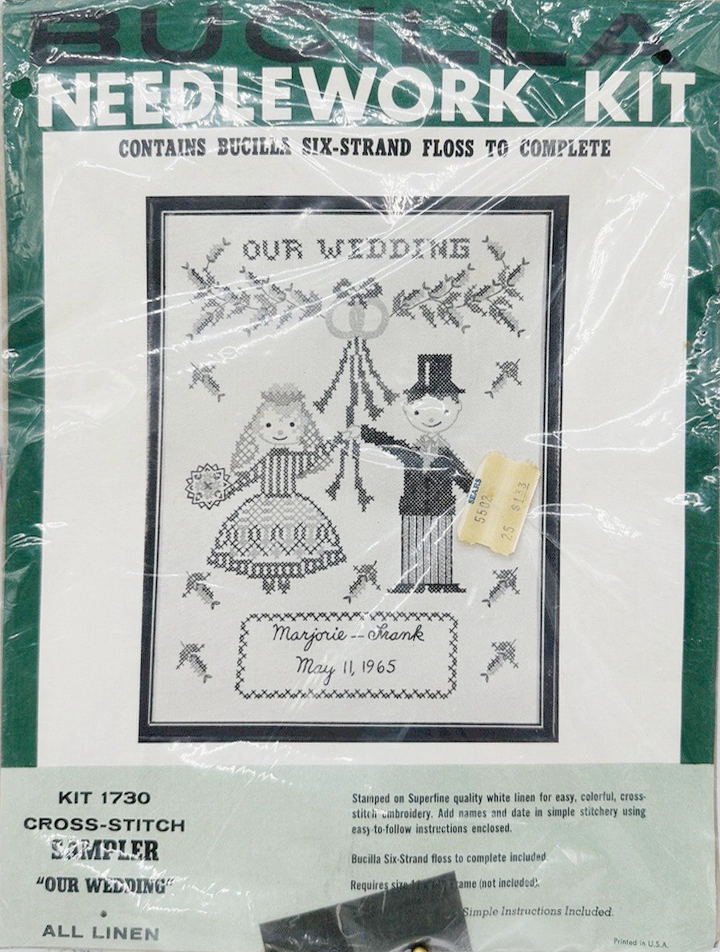 BUCILLA
NEEDLEWORK KIT
CONTAINS BUCILLA SIX-STRAND FLOSS TO COMPLETE
OUR WEDDING
SEARS
5502
25 $1.33
Marjorie -- Frank
May 11, 1965
KIT 1730
CROSS-STITCH
SAMPLER
"OUR WEDDING"
•
ALL LINEN
Stamped on Superfine quality white linen for easy, colorful, cross-
stitch embroidery. Add names and date in simple stitchery using
easy-to-follow instructions enclosed.
Bucilla Six-Strand floss to complete included.
Requires size frame (not included).
Simple Instructions Included.
Printed in U.S.A.